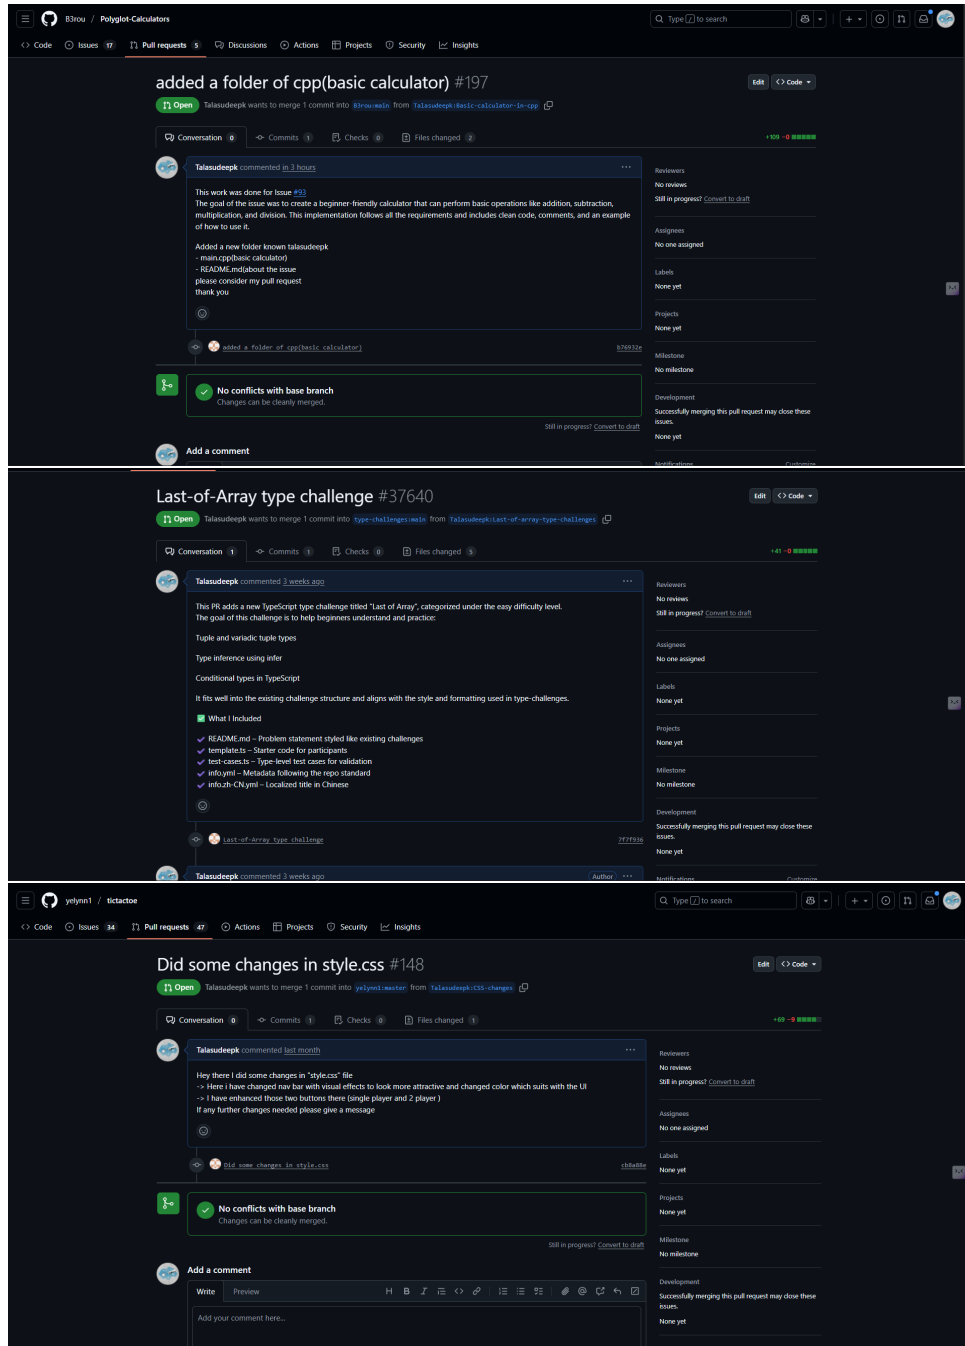 B3rou / Polyglot-Calculators
Type / to search
Code Issues 17 Pull requests 5 Discussions Actions Projects Security Insights
added a folder of cpp(basic calculator) #197
Edit <> Code
Open Talasudeepk wants to merge 1 commit into B3rou:main from Talasudeepk:Basic-calculator-in-cpp
Conversation 0 Commits 1 Checks 0 Files changed 2
+109 -0
Talasudeepk commented in 3 hours
This work was done for Issue #93
The goal of the issue was to create a beginner-friendly calculator that can perform basic operations like addition, subtraction,
multiplication, and division. This implementation follows all the requirements and includes clean code, comments, and an example
of how to use it.
Added a new folder known talasudeepk
- main.cpp(basic calculator)
- README.md(about the issue
please consider my pull request
thank you
added a folder of cpp(basic calculator) b76932e
No conflicts with base branch
Changes can be cleanly merged.
Still in progress? Convert to draft
Add a comment
Reviewers
No reviews
Still in progress? Convert to draft
Assignees
No one assigned
Labels
None yet
Projects
None yet
Milestone
No milestone
Development
Successfully merging this pull request may close these
issues.
None yet
Notifications Customize
Last-of-Array type challenge #37640
Edit <> Code
Open Talasudeepk wants to merge 1 commit into type-challenges:main from Talasudeepk:Last-of-array-type-challenges
Conversation 1 Commits 1 Checks 0 Files changed 5
+41 -0
Talasudeepk commented 3 weeks ago
This PR adds a new TypeScript type challenge titled "Last of Array", categorized under the easy difficulty level.
The goal of this challenge is to help beginners understand and practice:
Tuple and variadic tuple types
Type inference using infer
Conditional types in TypeScript
It fits well into the existing challenge structure and aligns with the style and formatting used in type-challenges.
✅ What I Included
✔ README.md – Problem statement styled like existing challenges
✔ template.ts – Starter code for participants
✔ test-cases.ts – Type-level test cases for validation
✔ info.yml – Metadata following the repo standard
✔ info.zh-CN.yml – Localized title in Chinese
Last-of-Array type challenge 7f7f936
Talasudeepk commented 3 weeks ago Author
Reviewers
No reviews
Still in progress? Convert to draft
Assignees
No one assigned
Labels
None yet
Projects
None yet
Milestone
No milestone
Development
Successfully merging this pull request may close these
issues.
None yet
Notifications Customize
yelynn1 / tictactoe
Type / to search
Code Issues 34 Pull requests 47 Actions Projects Security Insights
Did some changes in style.css #148
Edit <> Code
Open Talasudeepk wants to merge 1 commit into yelynn1:master from Talasudeepk:CSS-changes
Conversation 0 Commits 1 Checks 0 Files changed 1
+69 -9
Talasudeepk commented last month
Hey there I did some changes in "style.css" file
-> Here i have changed nav bar with visual effects to look more attractive and changed color which suits with the UI
-> I have enhanced those two buttons there (single player and 2 player )
If any further changes needed please give a message
Did some changes in style.css cb8a88e
No conflicts with base branch
Changes can be cleanly merged.
Still in progress? Convert to draft
Add a comment
Write Preview
Add your comment here...
Reviewers
No reviews
Still in progress? Convert to draft
Assignees
No one assigned
Labels
None yet
Projects
None yet
Milestone
No milestone
Development
Successfully merging this pull request may close these
issues.
None yet